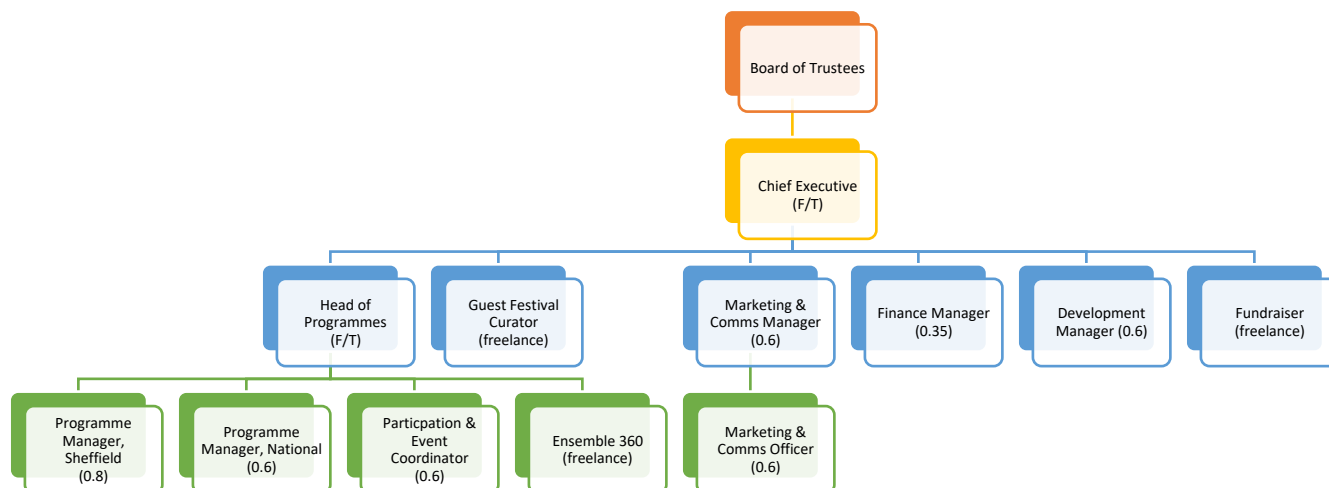 Board of Trustees
Chief Executive
(F/T)
Head of
Programmes
(F/T)
Guest Festival
Curator
(freelance)
Marketing &
Comms Manager
(0.6)
Finance Manager
(0.35)
Development
Manager (0.6)
Fundraiser
(freelance)
Programme
Manager,
Sheffield
(0.8)
Programme
Manager, National
(0.6)
Particpation &
Event
Coordinator
(0.6)
Ensemble 360
(freelance)
Marketing &
Comms Officer
(0.6)